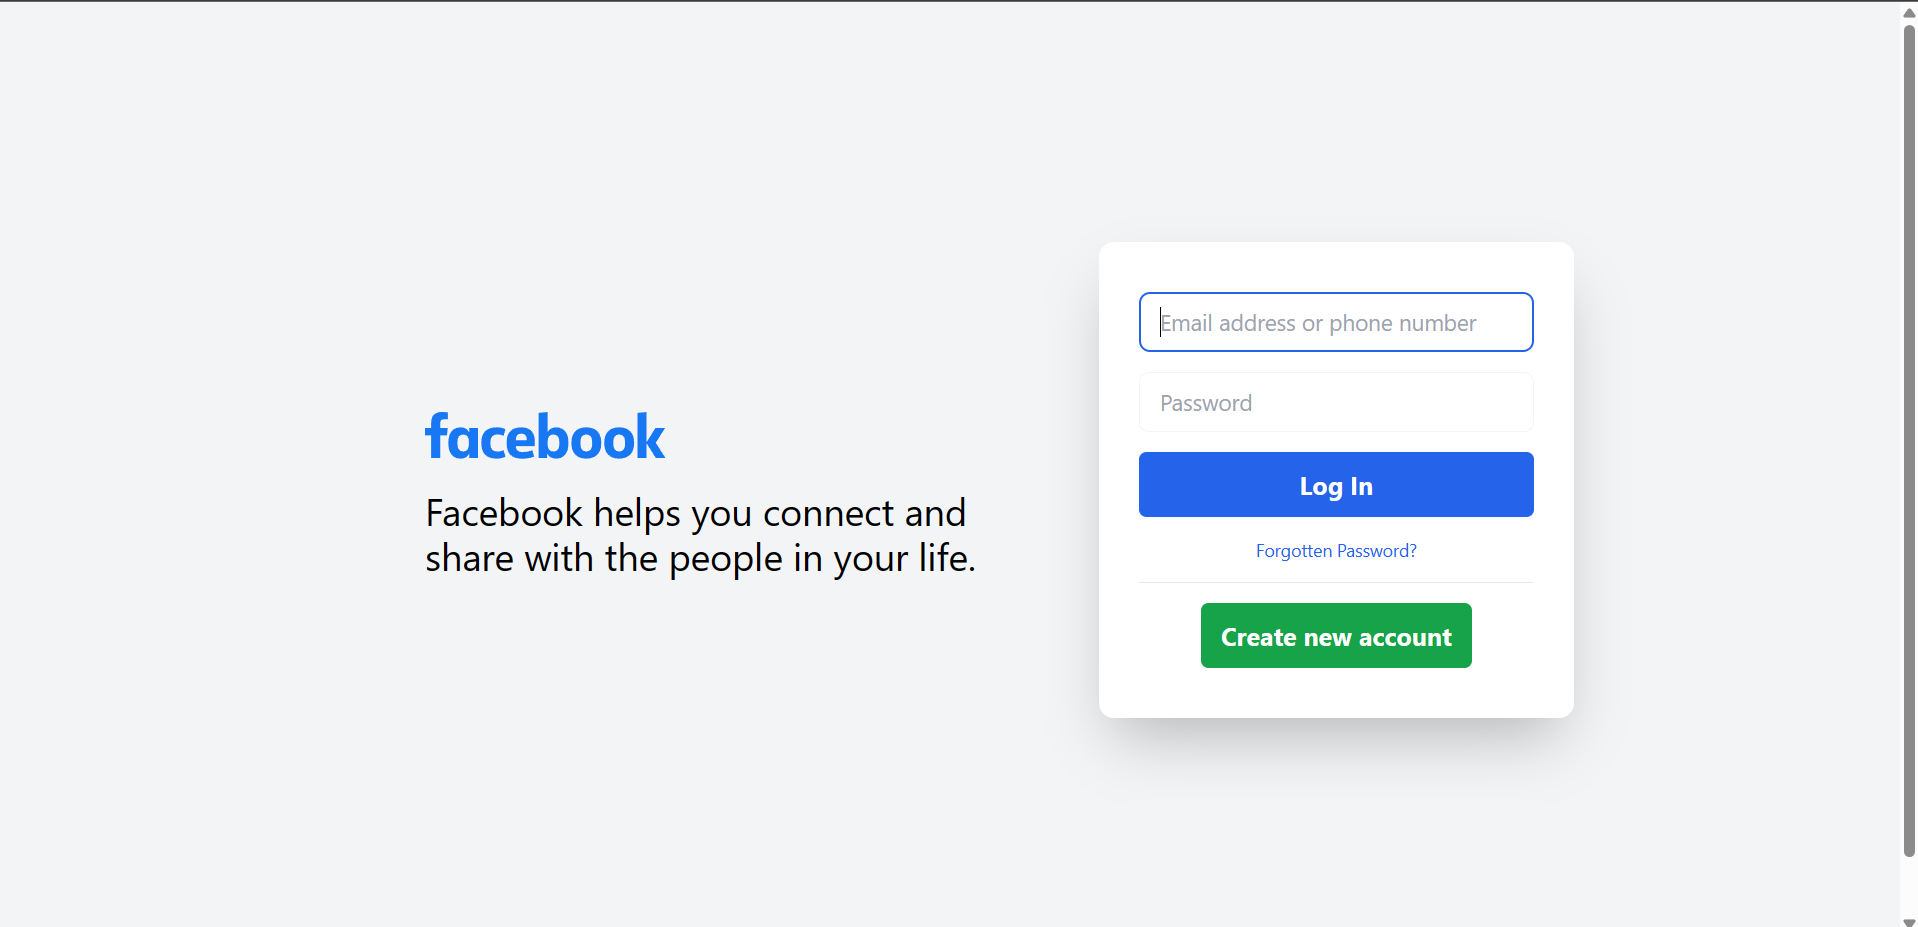 facebook
Facebook helps you connect and
share with the people in your life.
Email address or phone number
Password
Log In
Forgotten Password?
Create new account